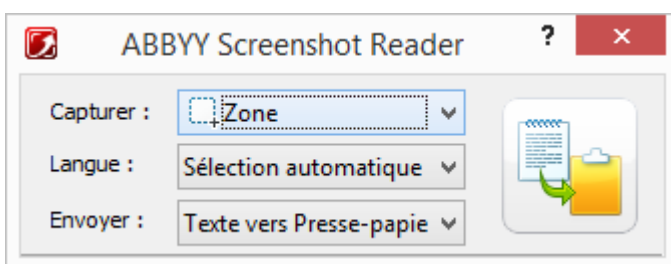 ABBYY Screenshot Reader ? ×
Capturer : Zone
Langue : Sélection automatique
Envoyer : Texte vers Presse-papie